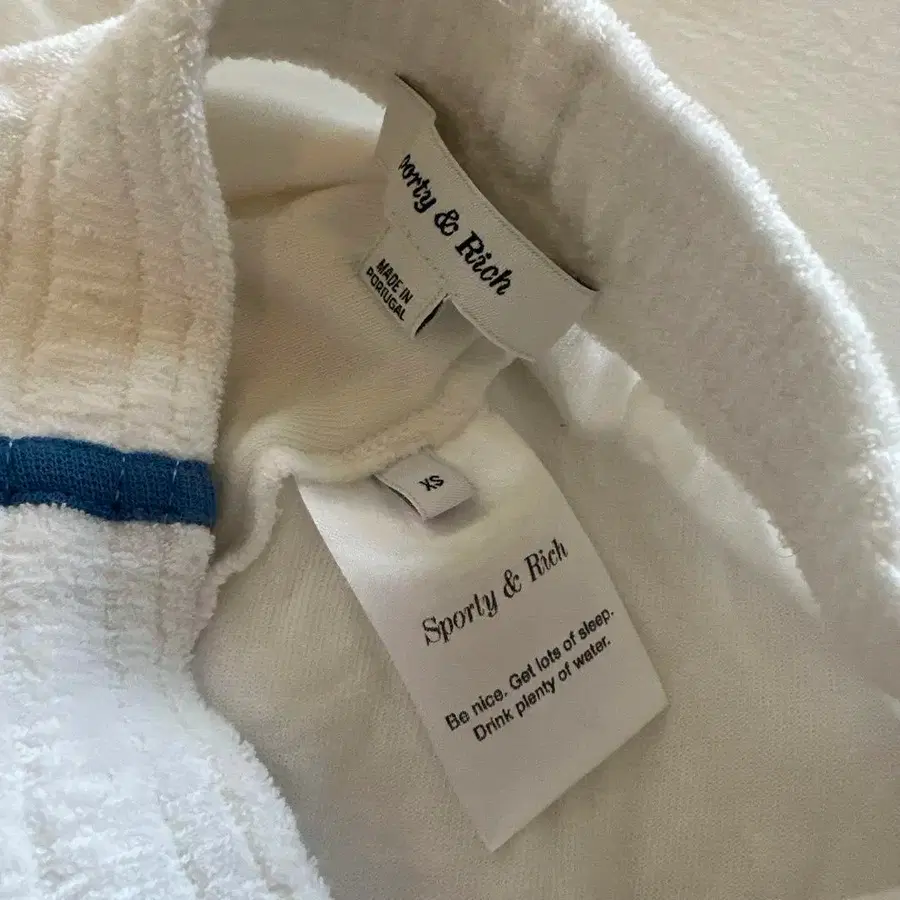 porty & Rich
MADE IN
PORTUGAL
XS
Sporty & Rich
Be nice. Get lots of sleep.
Drink plenty of water.